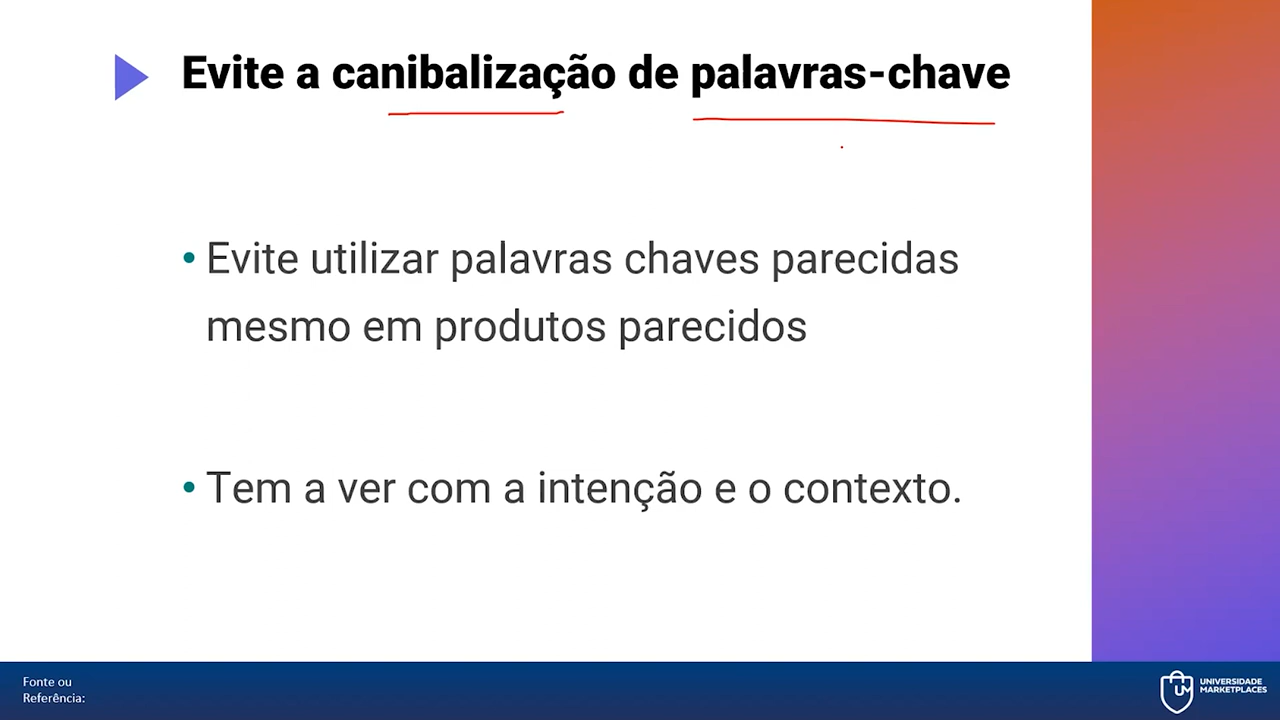 Evite a canibalização de palavras-chave
• Evite utilizar palavras chaves parecidas
mesmo em produtos parecidos
• Tem a ver com a intenção e o contexto.
Fonte ou
Referência:
UM
UNIVERSIDADE
MARKETPLACES